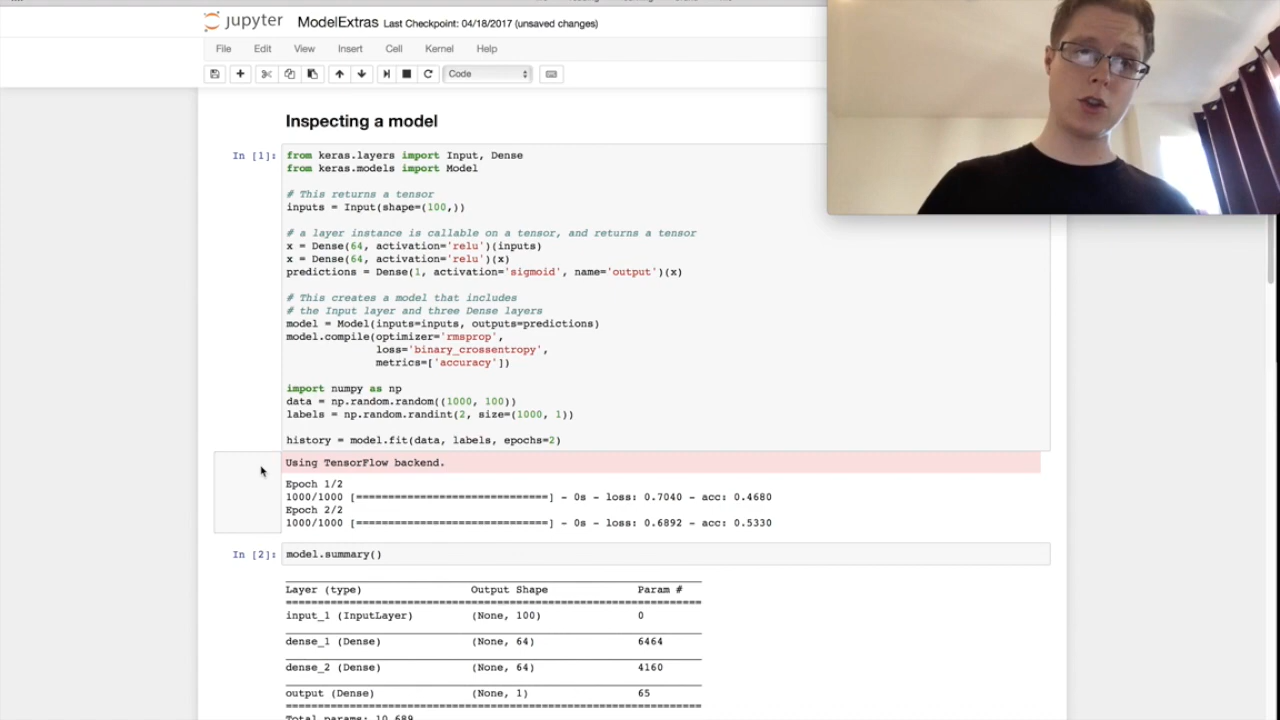 jupyter ModelExtras Last Checkpoint: 04/18/2017 (unsaved changes)
File Edit View Insert Cell Kernel Help
Code
Inspecting a model
In [1]: from keras.layers import Input, Dense
from keras.models import Model
# This returns a tensor
inputs = Input(shape=(100,))
# a layer instance is callable on a tensor, and returns a tensor
x = Dense(64, activation='relu')(inputs)
x = Dense(64, activation='relu')(x)
predictions = Dense(1, activation='sigmoid', name='output')(x)
# This creates a model that includes
# the Input layer and three Dense layers
model = Model(inputs=inputs, outputs=predictions)
model.compile(optimizer='rmsprop',
loss='binary_crossentropy',
metrics=['accuracy'])
import numpy as np
data = np.random.random((1000, 100))
labels = np.random.randint(2, size=(1000, 1))
history = model.fit(data, labels, epochs=2)
Using TensorFlow backend.
Epoch 1/2
1000/1000 [==============================] - 0s - loss: 0.7040 - acc: 0.4680
Epoch 2/2
1000/1000 [==============================] - 0s - loss: 0.6892 - acc: 0.5330
In [2]: model.summary()
Layer (type) Output Shape Param #
input_1 (InputLayer) (None, 100) 0
dense_1 (Dense) (None, 64) 6464
dense_2 (Dense) (None, 64) 4160
output (Dense) (None, 1) 65
Total params: 10,689